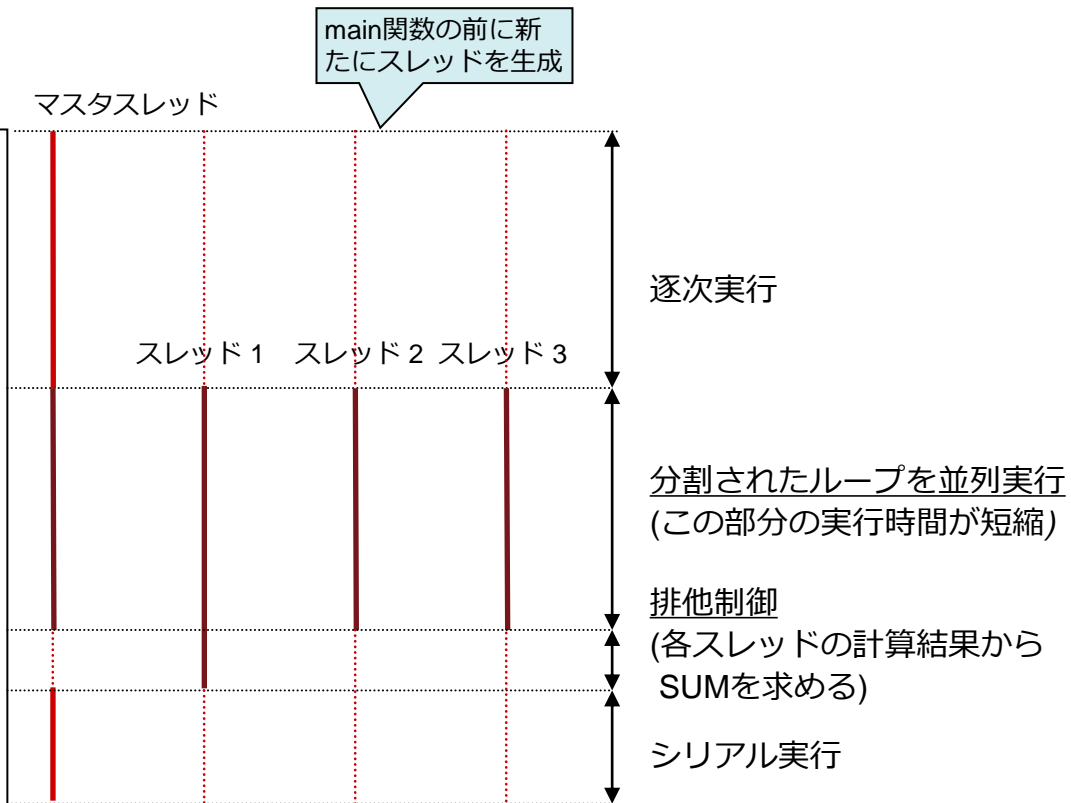 main関数の前に新
たにスレッドを生成
マスタスレッド
逐次実行
スレッド 1 スレッド 2 スレッド 3
分割されたループを並列実行
(この部分の実行時間が短縮)
排他制御
(各スレッドの計算結果から
SUMを求める)
シリアル実行